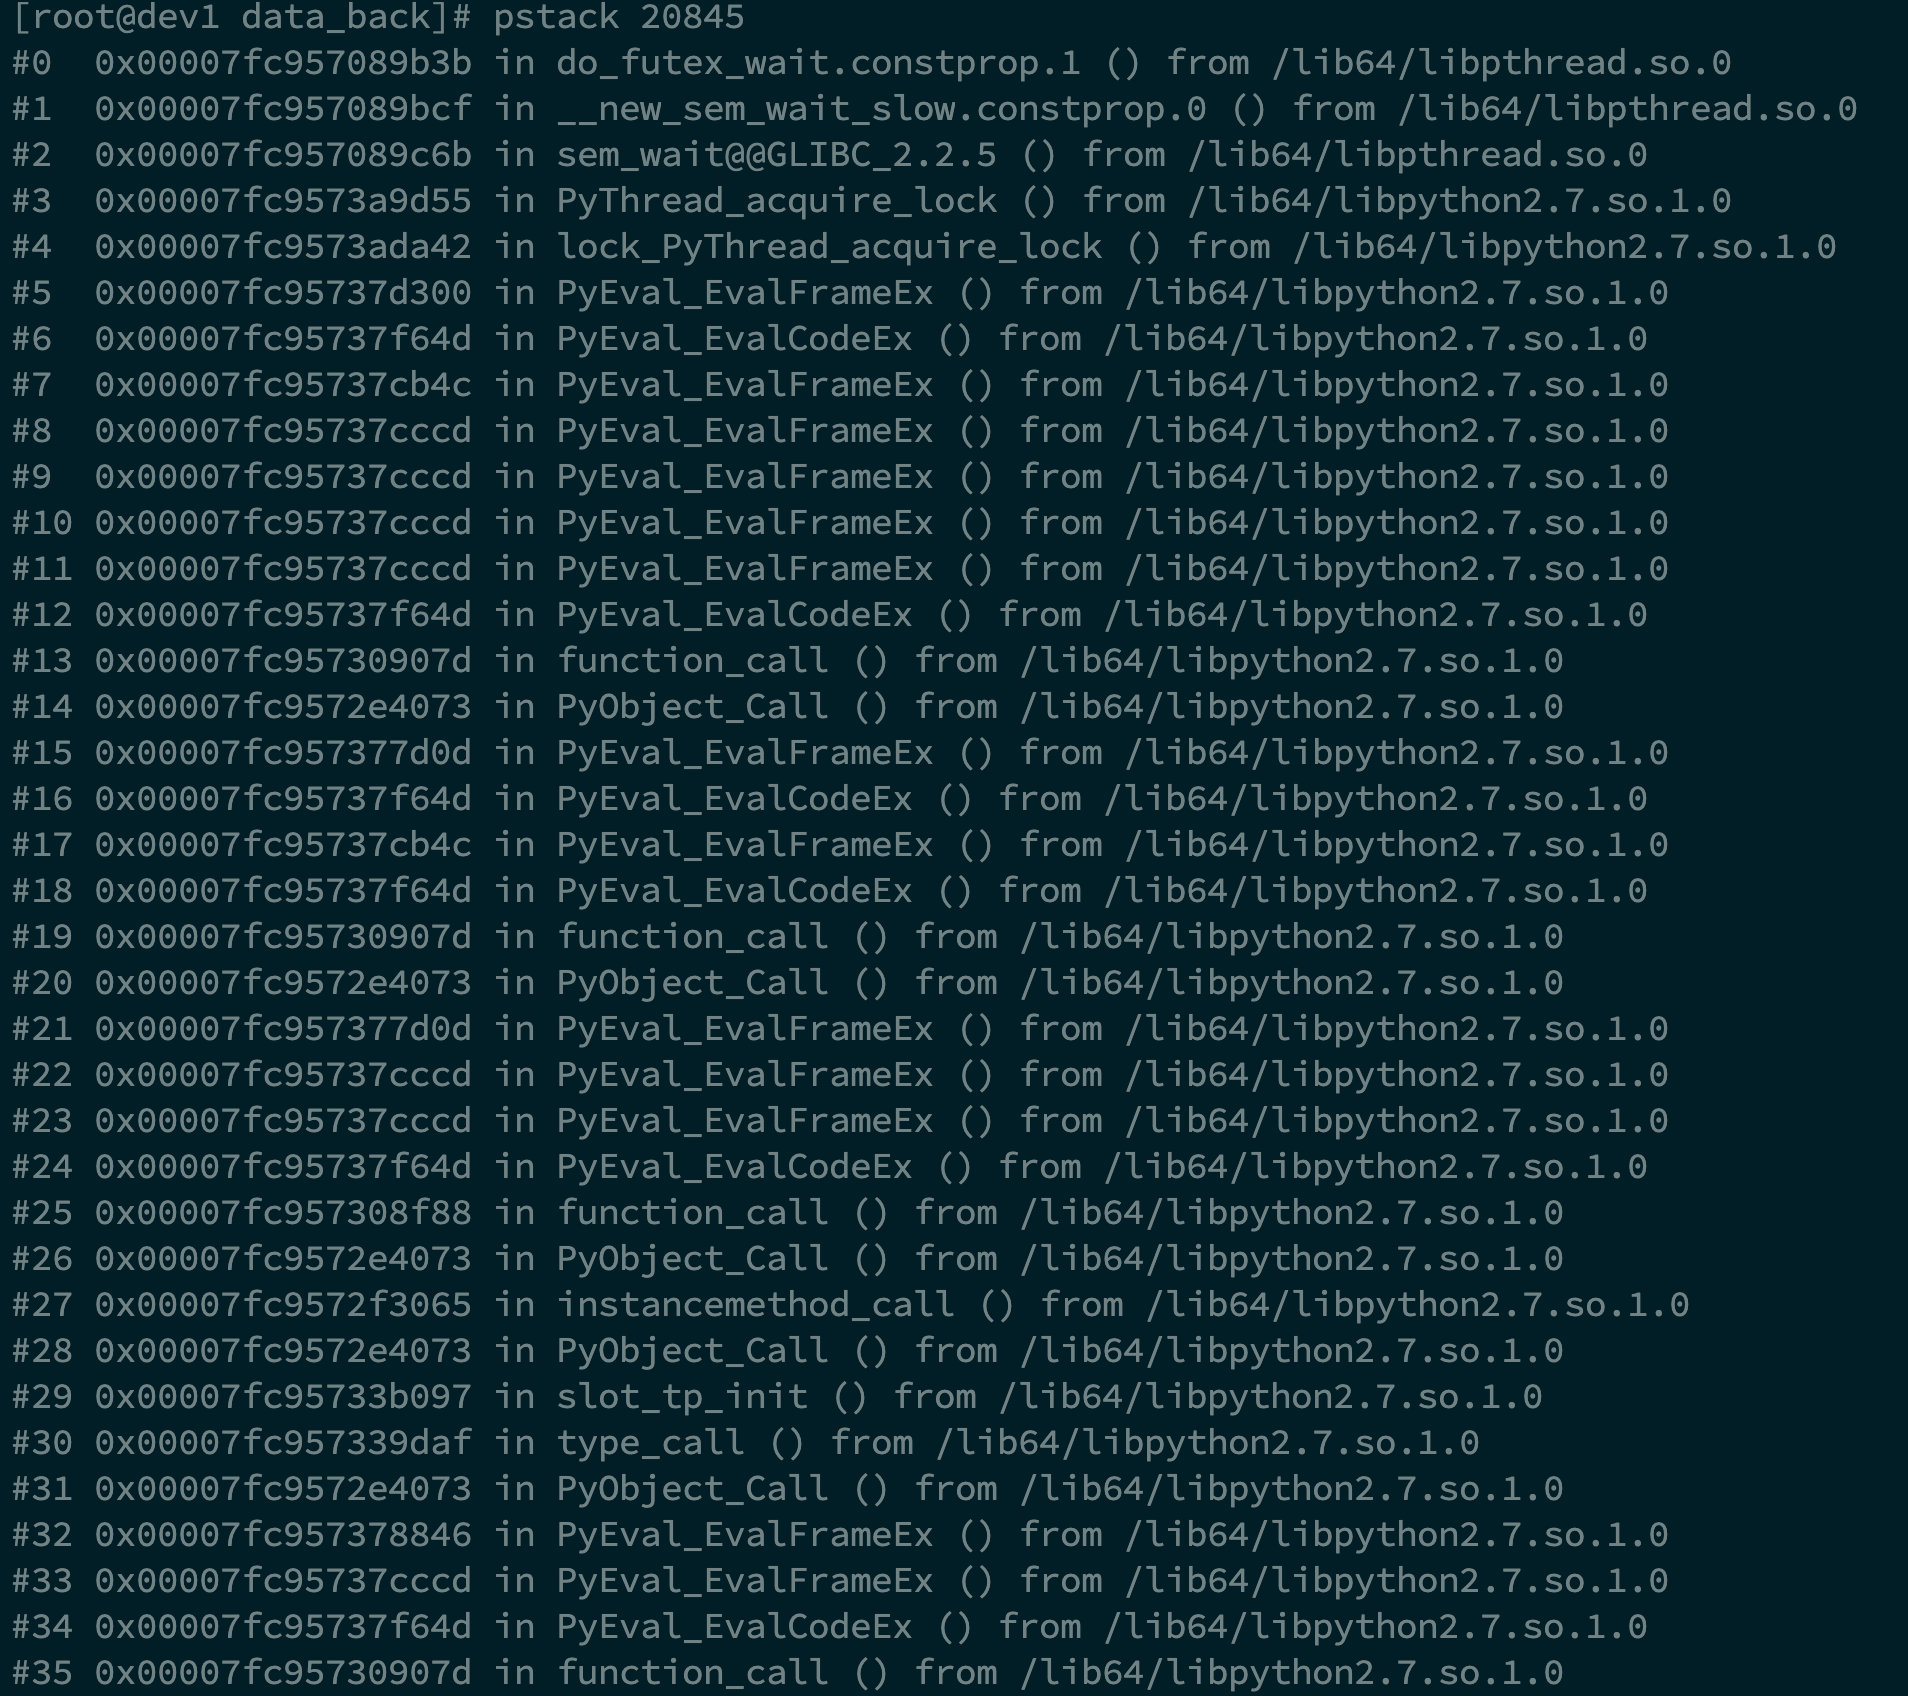 [root@dev1 data_back]# pstack 20845
#0  0x00007fc957089b3b in do_futex_wait.constprop.1 () from /lib64/libpthread.so.0
#1  0x00007fc957089bcf in __new_sem_wait_slow.constprop.0 () from /lib64/libpthread.so.0
#2  0x00007fc957089c6b in sem_wait@@GLIBC_2.2.5 () from /lib64/libpthread.so.0
#3  0x00007fc9573a9d55 in PyThread_acquire_lock () from /lib64/libpython2.7.so.1.0
#4  0x00007fc9573ada42 in lock_PyThread_acquire_lock () from /lib64/libpython2.7.so.1.0
#5  0x00007fc95737d300 in PyEval_EvalFrameEx () from /lib64/libpython2.7.so.1.0
#6  0x00007fc95737f64d in PyEval_EvalCodeEx () from /lib64/libpython2.7.so.1.0
#7  0x00007fc95737cb4c in PyEval_EvalFrameEx () from /lib64/libpython2.7.so.1.0
#8  0x00007fc95737cccd in PyEval_EvalFrameEx () from /lib64/libpython2.7.so.1.0
#9  0x00007fc95737cccd in PyEval_EvalFrameEx () from /lib64/libpython2.7.so.1.0
#10 0x00007fc95737cccd in PyEval_EvalFrameEx () from /lib64/libpython2.7.so.1.0
#11 0x00007fc95737cccd in PyEval_EvalFrameEx () from /lib64/libpython2.7.so.1.0
#12 0x00007fc95737f64d in PyEval_EvalCodeEx () from /lib64/libpython2.7.so.1.0
#13 0x00007fc95730907d in function_call () from /lib64/libpython2.7.so.1.0
#14 0x00007fc9572e4073 in PyObject_Call () from /lib64/libpython2.7.so.1.0
#15 0x00007fc957377d0d in PyEval_EvalFrameEx () from /lib64/libpython2.7.so.1.0
#16 0x00007fc95737f64d in PyEval_EvalCodeEx () from /lib64/libpython2.7.so.1.0
#17 0x00007fc95737cb4c in PyEval_EvalFrameEx () from /lib64/libpython2.7.so.1.0
#18 0x00007fc95737f64d in PyEval_EvalCodeEx () from /lib64/libpython2.7.so.1.0
#19 0x00007fc95730907d in function_call () from /lib64/libpython2.7.so.1.0
#20 0x00007fc9572e4073 in PyObject_Call () from /lib64/libpython2.7.so.1.0
#21 0x00007fc957377d0d in PyEval_EvalFrameEx () from /lib64/libpython2.7.so.1.0
#22 0x00007fc95737cccd in PyEval_EvalFrameEx () from /lib64/libpython2.7.so.1.0
#23 0x00007fc95737cccd in PyEval_EvalFrameEx () from /lib64/libpython2.7.so.1.0
#24 0x00007fc95737f64d in PyEval_EvalCodeEx () from /lib64/libpython2.7.so.1.0
#25 0x00007fc957308f88 in function_call () from /lib64/libpython2.7.so.1.0
#26 0x00007fc9572e4073 in PyObject_Call () from /lib64/libpython2.7.so.1.0
#27 0x00007fc9572f3065 in instancemethod_call () from /lib64/libpython2.7.so.1.0
#28 0x00007fc9572e4073 in PyObject_Call () from /lib64/libpython2.7.so.1.0
#29 0x00007fc95733b097 in slot_tp_init () from /lib64/libpython2.7.so.1.0
#30 0x00007fc957339daf in type_call () from /lib64/libpython2.7.so.1.0
#31 0x00007fc9572e4073 in PyObject_Call () from /lib64/libpython2.7.so.1.0
#32 0x00007fc957378846 in PyEval_EvalFrameEx () from /lib64/libpython2.7.so.1.0
#33 0x00007fc95737cccd in PyEval_EvalFrameEx () from /lib64/libpython2.7.so.1.0
#34 0x00007fc95737f64d in PyEval_EvalCodeEx () from /lib64/libpython2.7.so.1.0
#35 0x00007fc95730907d in function_call () from /lib64/libpython2.7.so.1.0